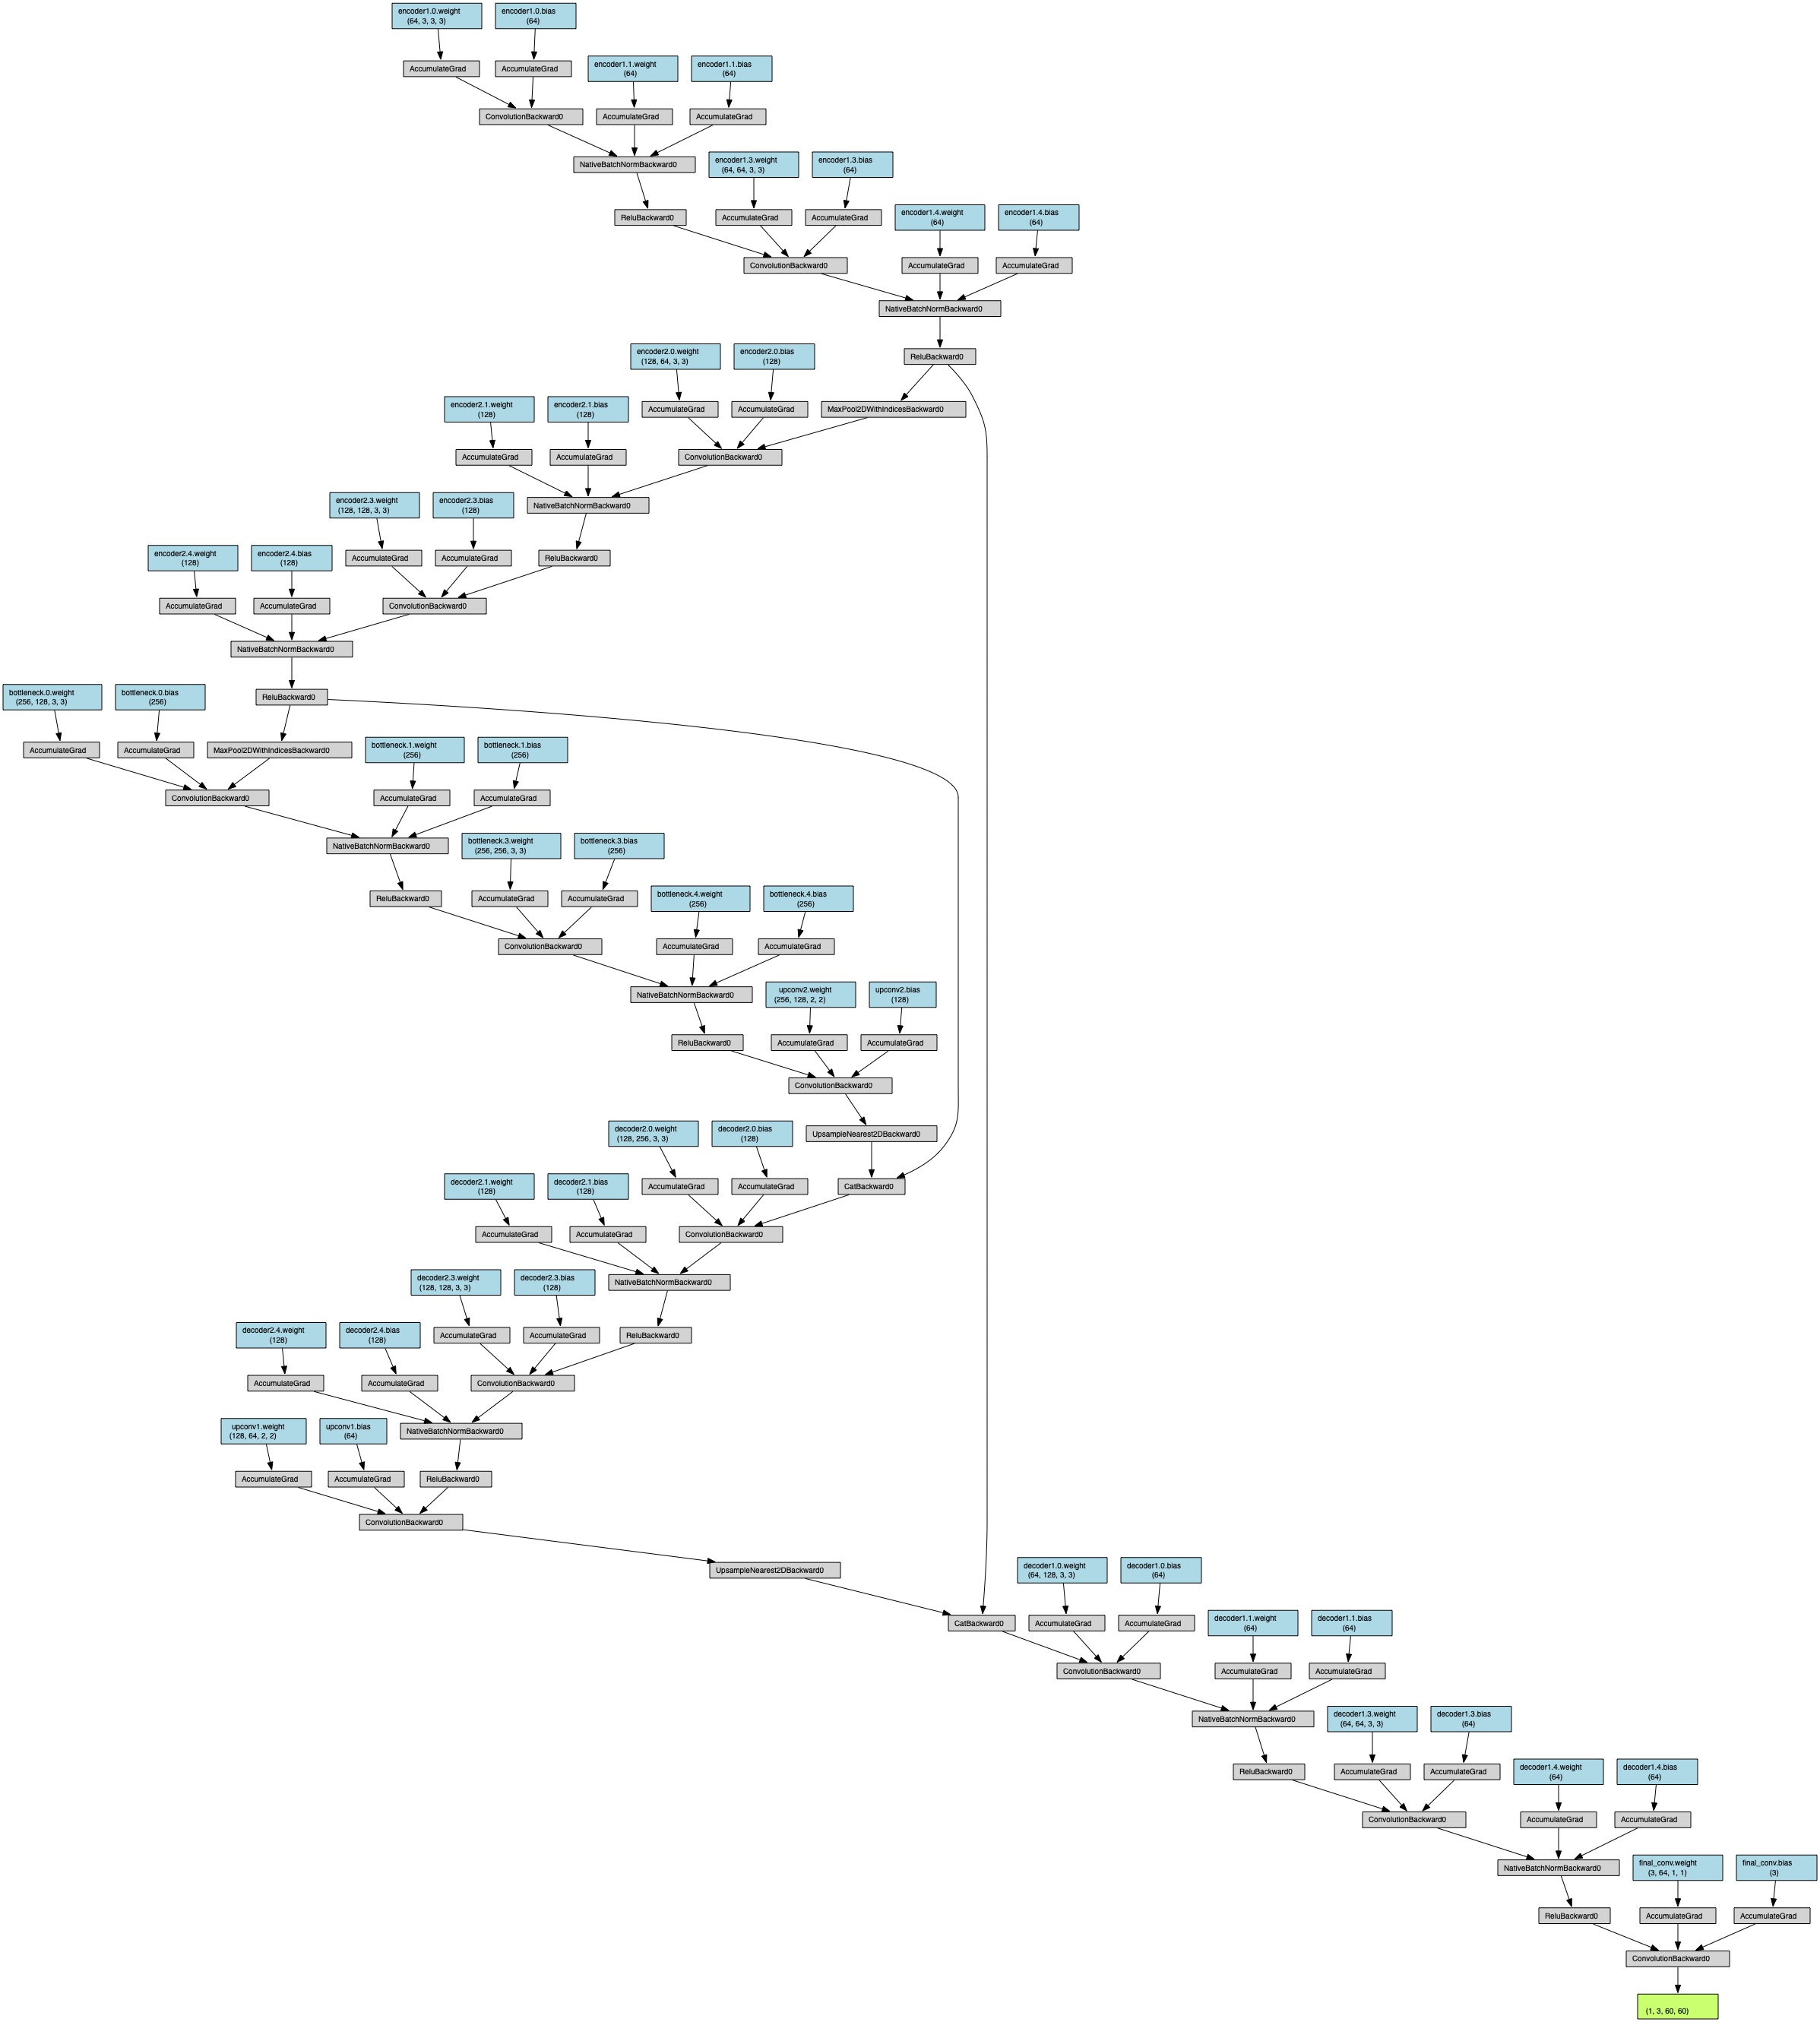 encoder1.0.weight
(64, 3, 3, 3)
encoder1.0.bias
(64)
AccumulateGrad
AccumulateGrad
encoder1.1.weight
(64)
encoder1.1.bias
(64)
ConvolutionBackward0
AccumulateGrad
AccumulateGrad
NativeBatchNormBackward0
encoder1.3.weight
(64, 64, 3, 3)
encoder1.3.bias
(64)
ReluBackward0
AccumulateGrad
AccumulateGrad
encoder1.4.weight
(64)
encoder1.4.bias
(64)
ConvolutionBackward0
AccumulateGrad
AccumulateGrad
NativeBatchNormBackward0
ReluBackward0
encoder2.0.weight
(128, 64, 3, 3)
encoder2.0.bias
(128)
AccumulateGrad
AccumulateGrad
MaxPool2DWithIndicesBackward0
encoder2.1.weight
(128)
encoder2.1.bias
(128)
AccumulateGrad
AccumulateGrad
ConvolutionBackward0
encoder2.3.weight
(128, 128, 3, 3)
encoder2.3.bias
(128)
NativeBatchNormBackward0
AccumulateGrad
AccumulateGrad
ReluBackward0
encoder2.4.weight
(128)
encoder2.4.bias
(128)
AccumulateGrad
AccumulateGrad
ConvolutionBackward0
NativeBatchNormBackward0
ReluBackward0
bottleneck.0.weight
(256, 128, 3, 3)
bottleneck.0.bias
(256)
AccumulateGrad
AccumulateGrad
MaxPool2DWithIndicesBackward0
bottleneck.1.weight
(256)
bottleneck.1.bias
(256)
ConvolutionBackward0
AccumulateGrad
AccumulateGrad
NativeBatchNormBackward0
bottleneck.3.weight
(256, 256, 3, 3)
bottleneck.3.bias
(256)
ReluBackward0
AccumulateGrad
AccumulateGrad
bottleneck.4.weight
(256)
bottleneck.4.bias
(256)
ConvolutionBackward0
AccumulateGrad
AccumulateGrad
NativeBatchNormBackward0
upconv2.weight
(256, 128, 2, 2)
upconv2.bias
(128)
ReluBackward0
AccumulateGrad
AccumulateGrad
ConvolutionBackward0
UpsampleNearest2DBackward0
decoder2.0.weight
(128, 256, 3, 3)
decoder2.0.bias
(128)
AccumulateGrad
AccumulateGrad
CatBackward0
decoder2.1.weight
(128)
decoder2.1.bias
(128)
AccumulateGrad
AccumulateGrad
ConvolutionBackward0
decoder2.3.weight
(128, 128, 3, 3)
decoder2.3.bias
(128)
NativeBatchNormBackward0
AccumulateGrad
AccumulateGrad
ReluBackward0
decoder2.4.weight
(128)
decoder2.4.bias
(128)
AccumulateGrad
AccumulateGrad
ConvolutionBackward0
upconv1.weight
(128, 64, 2, 2)
upconv1.bias
(64)
NativeBatchNormBackward0
AccumulateGrad
AccumulateGrad
ReluBackward0
ConvolutionBackward0
UpsampleNearest2DBackward0
decoder1.0.weight
(64, 128, 3, 3)
decoder1.0.bias
(64)
CatBackward0
AccumulateGrad
AccumulateGrad
decoder1.1.weight
(64)
decoder1.1.bias
(64)
ConvolutionBackward0
AccumulateGrad
AccumulateGrad
NativeBatchNormBackward0
decoder1.3.weight
(64, 64, 3, 3)
decoder1.3.bias
(64)
ReluBackward0
AccumulateGrad
AccumulateGrad
decoder1.4.weight
(64)
decoder1.4.bias
(64)
ConvolutionBackward0
AccumulateGrad
AccumulateGrad
NativeBatchNormBackward0
final_conv.weight
(3, 64, 1, 1)
final_conv.bias
(3)
ReluBackward0
AccumulateGrad
AccumulateGrad
ConvolutionBackward0
(1, 3, 60, 60)